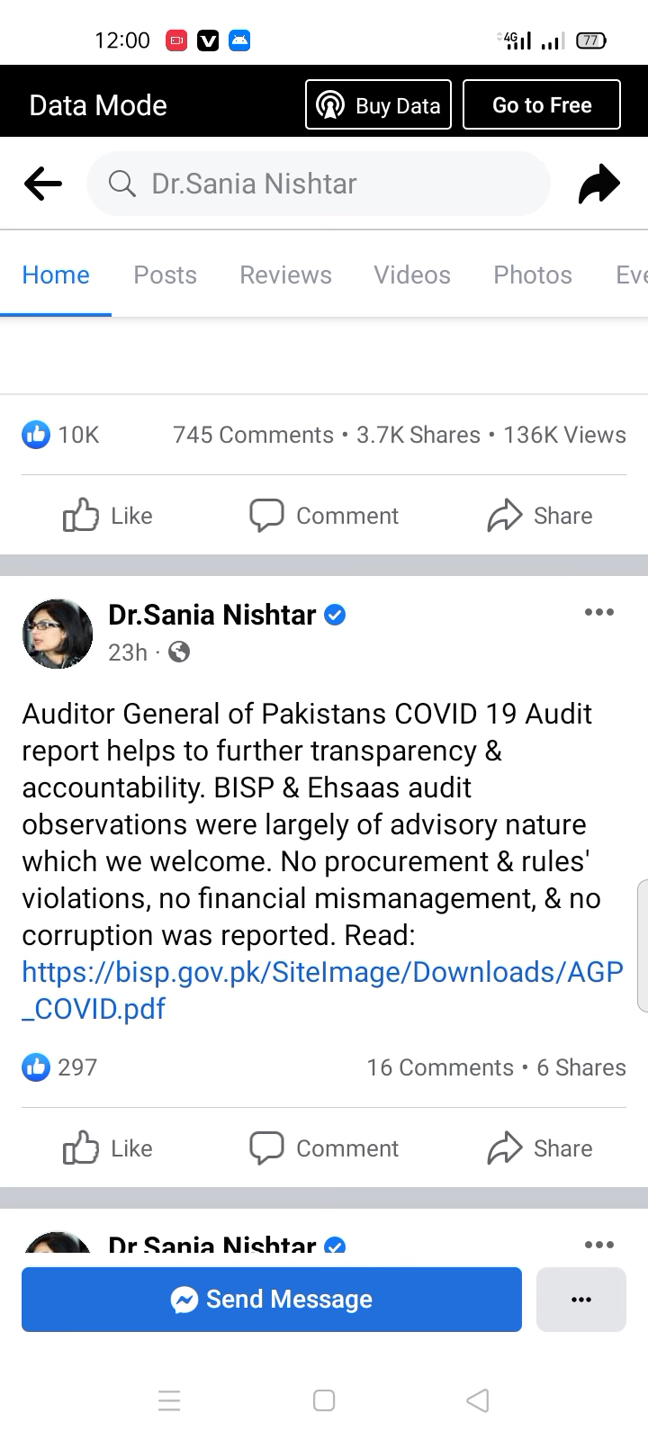 12:00
4G
77
Data Mode
Buy Data
Go to Free
Dr.Sania Nishtar
Home Posts Reviews Videos Photos Eve
10K 745 Comments • 3.7K Shares • 136K Views
Like Comment Share
Dr.Sania Nishtar
23h ·
Auditor General of Pakistans COVID 19 Audit
report helps to further transparency &
accountability. BISP & Ehsaas audit
observations were largely of advisory nature
which we welcome. No procurement & rules'
violations, no financial mismanagement, & no
corruption was reported. Read:
https://bisp.gov.pk/SiteImage/Downloads/AGP
_COVID.pdf
297 16 Comments • 6 Shares
Like Comment Share
Dr.Sania Nishtar
Send Message